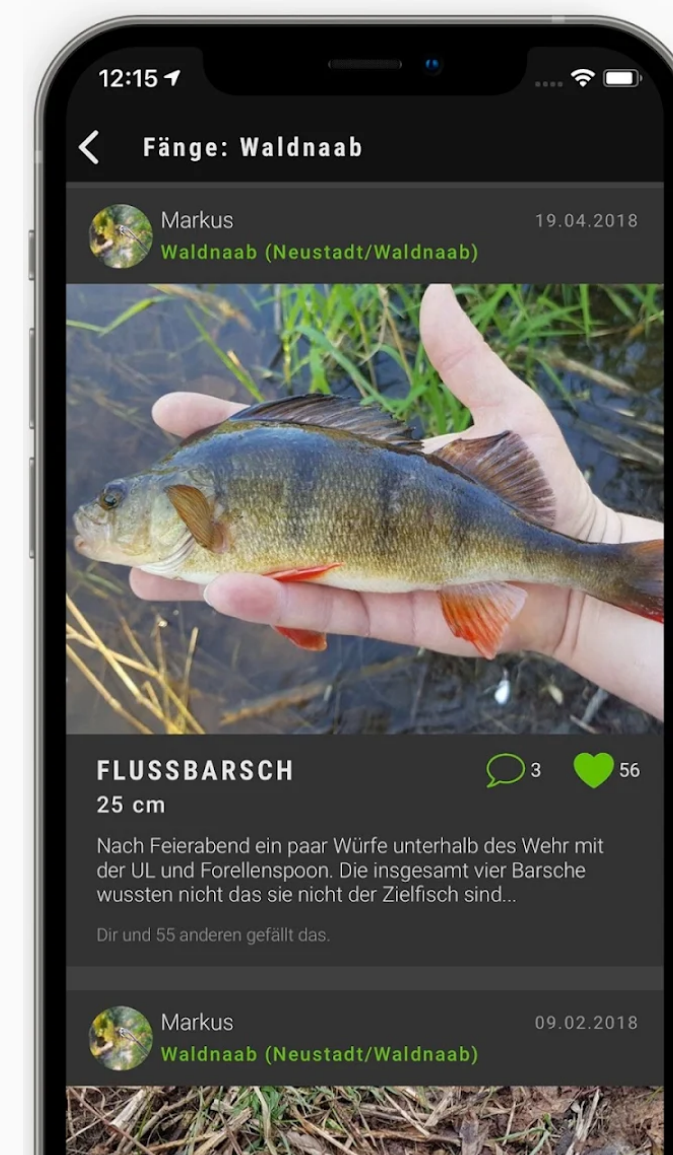 12:15
Fänge: Waldnaab
Markus
19.04.2018
Waldnaab (Neustadt/Waldnaab)
FLUSSBARSCH
3
56
25 cm
Nach Feierabend ein paar Würfe unterhalb des Wehr mit
der UL und Forellenspoon. Die insgesamt vier Barsche
wussten nicht das sie nicht der Zielfisch sind...
Dir und 55 anderen gefällt das.
Markus
09.02.2018
Waldnaab (Neustadt/Waldnaab)